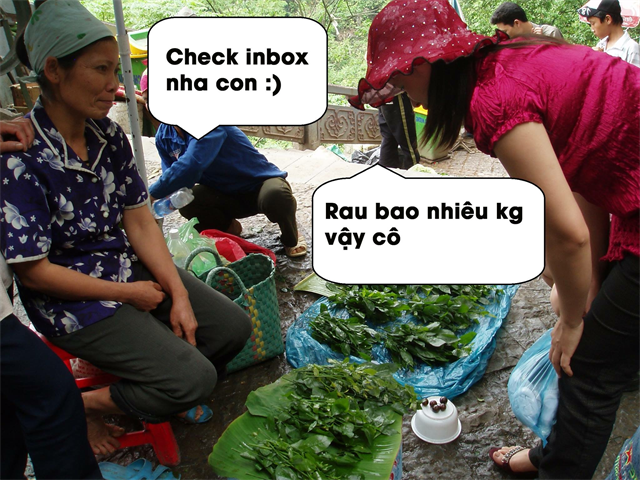 Check inbox
nha con :)
Rau bao nhiêu kg
vậy cô